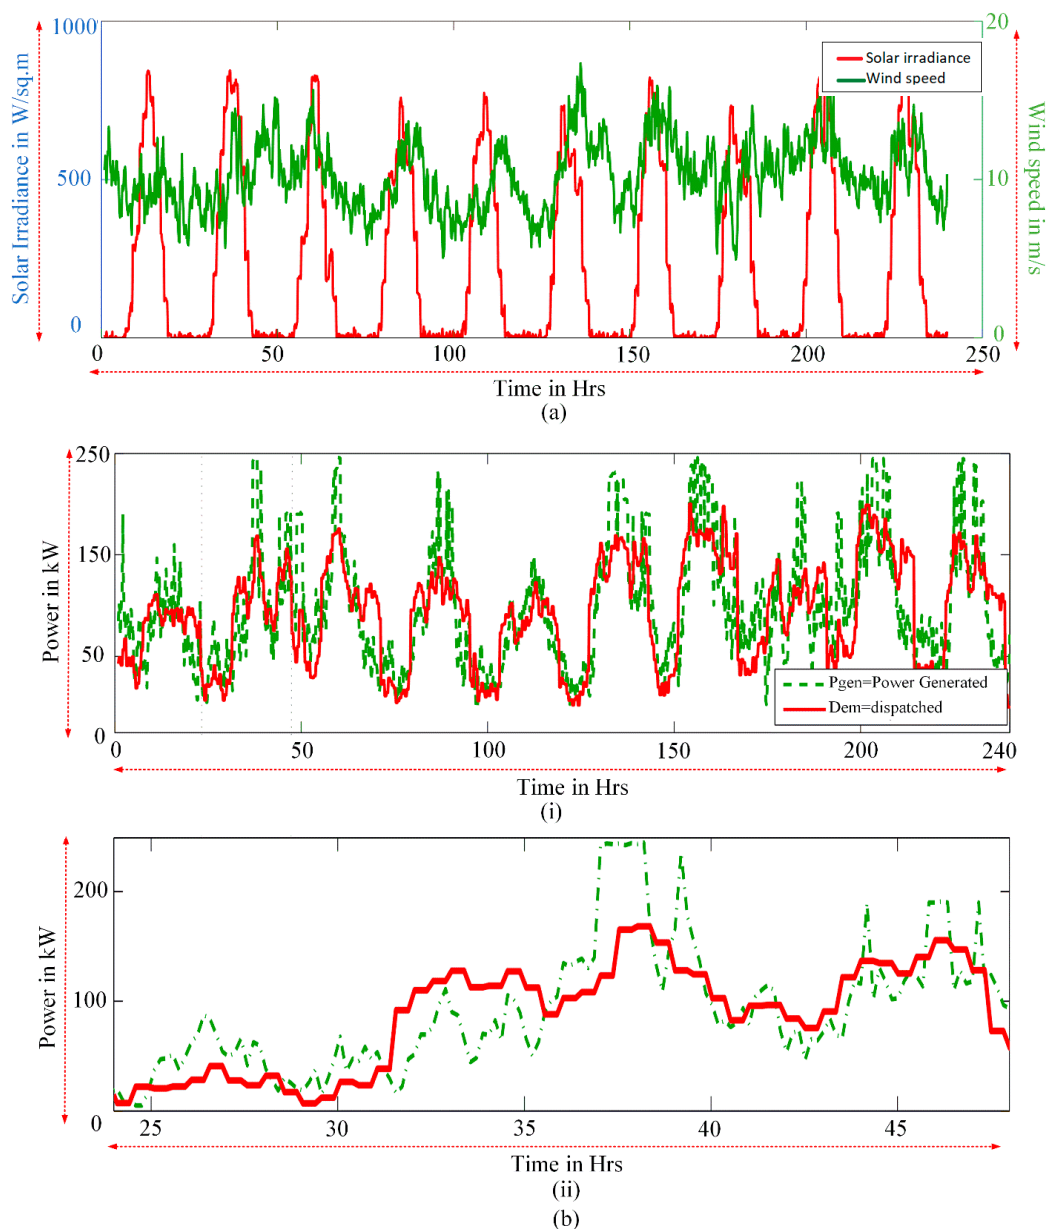 1000
20
Solar irradiance
Wind speed
Solar Irradiance in W/sq.m
500
10
Wind speed in m/s
0
0
0
50
100
150
200
250
Time in Hrs
(a)
250
150
50
0
Power in kW
Pgen=Power Generated
Dem=dispatched
0
50
100
150
200
240
Time in Hrs
(i)
200
100
0
Power in kW
25
30
35
40
45
Time in Hrs
(ii)
(b)